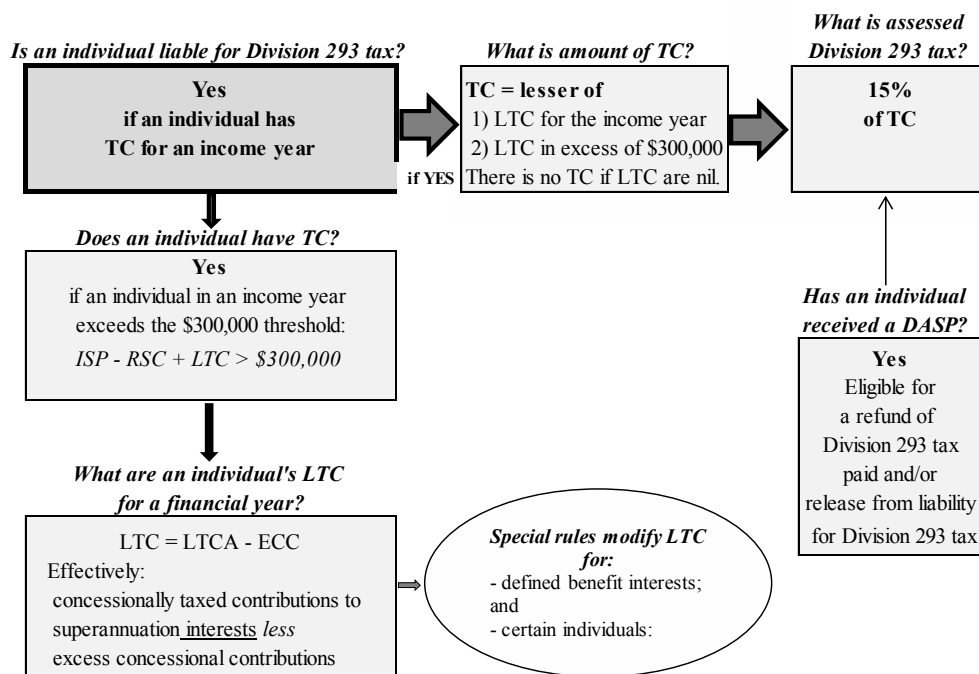 Is an individual liable for Division 293 tax?
Yes
if an individual has
TC for an income year
if YES
What is amount of TC?
TC = lesser of
1) LTC for the income year
2) LTC in excess of $300,000
There is no TC if LTC are nil.
What is assessed
Division 293 tax?
15%
of TC
Does an individual have TC?
Yes
if an individual in an income year
exceeds the $300,000 threshold:
ISP - RSC + LTC > $300,000
Has an individual
received a DASP?
Yes
Eligible for
a refund of
Division 293 tax
paid and/or
release from liability
for Division 293 tax
What are an individual's LTC
for a financial year?
LTC = LTCA - ECC
Effectively:
concessionally taxed contributions to
superannuation interests less
excess concessional contributions
Special rules modify LTC
for:
- defined benefit interests;
and
- certain individuals: